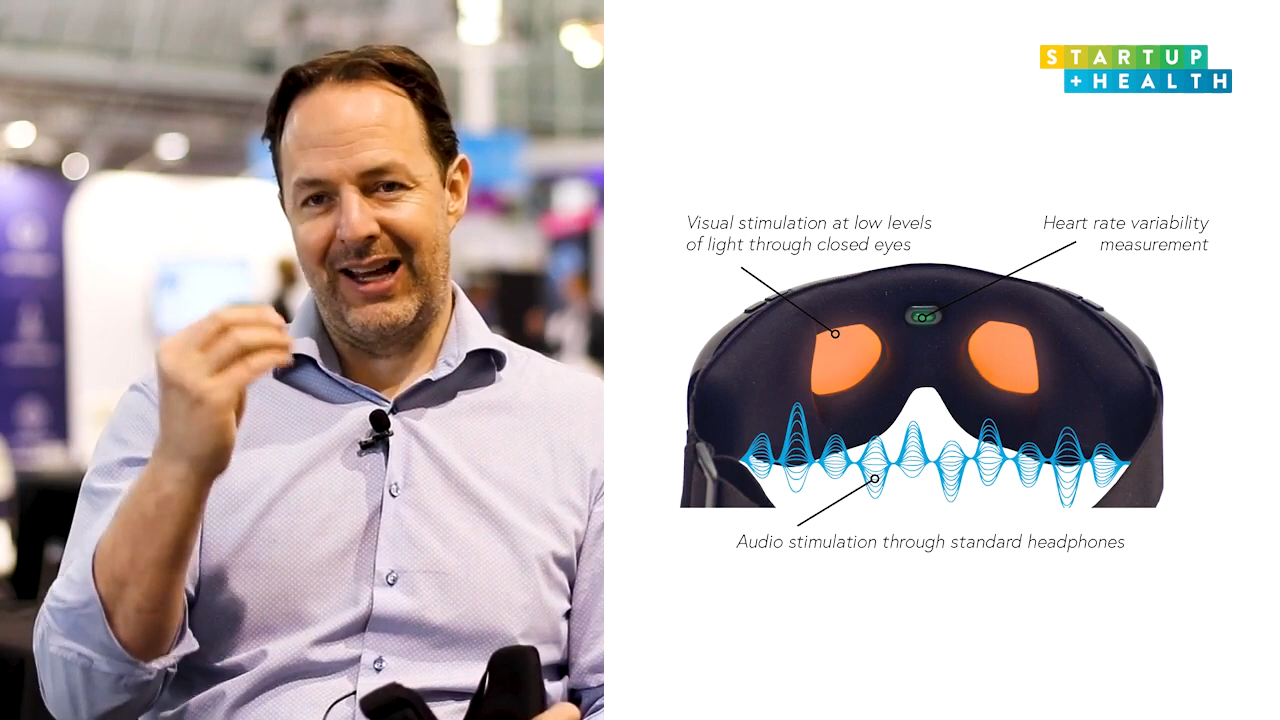 STARTUP
+HEALTH
Visual stimulation at low levels
of light through closed eyes
Heart rate variability
measurement
Audio stimulation through standard headphones